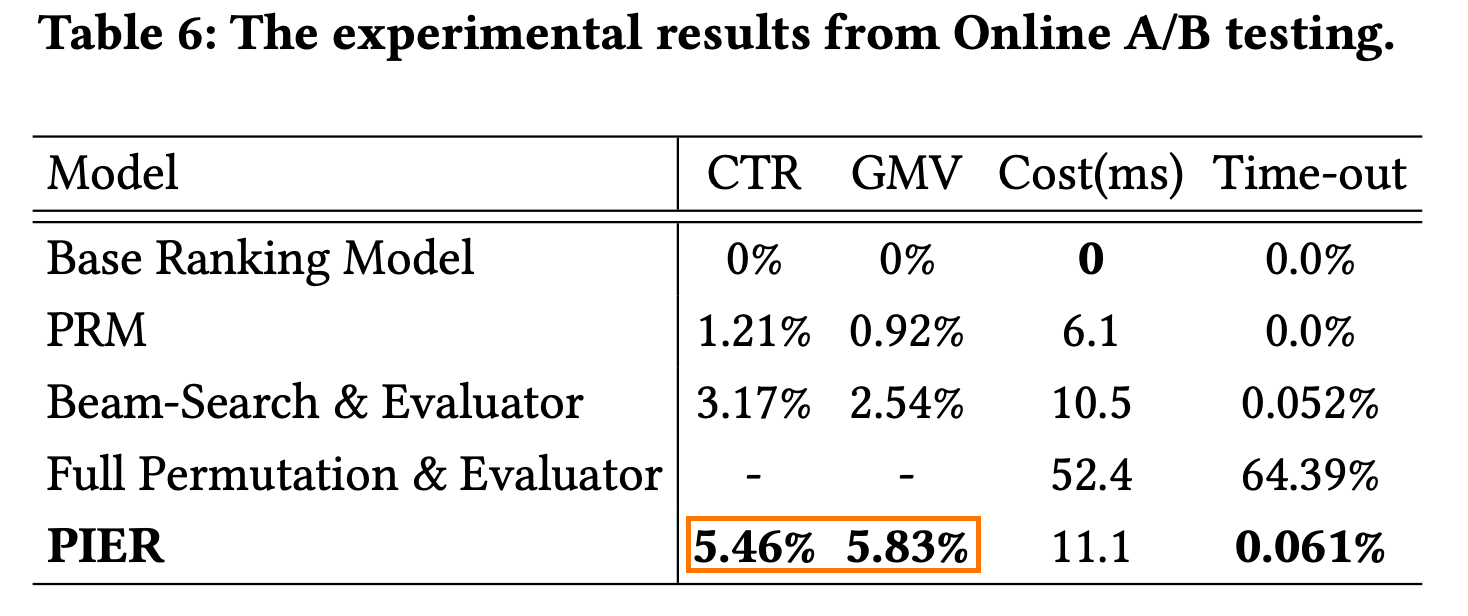 Table 6: The experimental results from Online A/B testing.
Model CTR GMV Cost(ms) Time-out
Base Ranking Model 0% 0% 0 0.0%
PRM 1.21% 0.92% 6.1 0.0%
Beam-Search & Evaluator 3.17% 2.54% 10.5 0.052%
Full Permutation & Evaluator - - 52.4 64.39%
PIER 5.46% 5.83% 11.1 0.061%